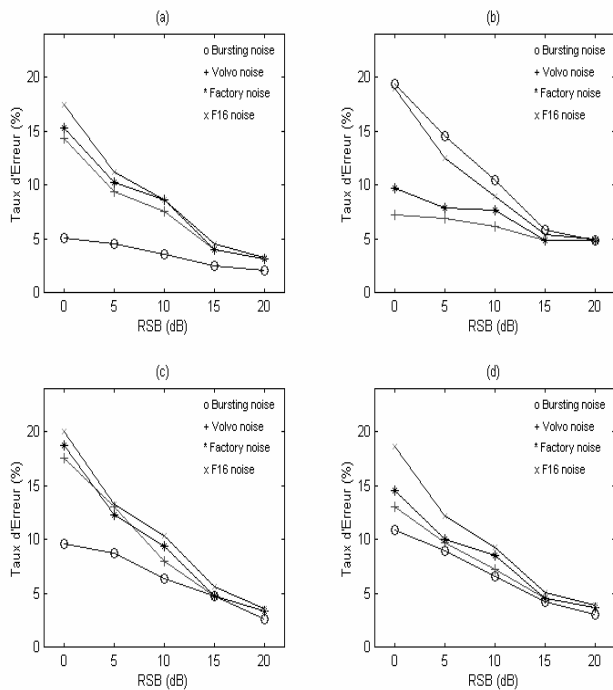 (a)
o Bursting noise
+ Volvo noise
* Factory noise
x F16 noise
Taux d'Erreur (%)
20
15
10
5
0
0 5 10 15 20
RSB (dB)
(b)
o Bursting noise
+ Volvo noise
* Factory noise
x F16 noise
Taux d'Erreur (%)
20
15
10
5
0
0 5 10 15 20
RSB (dB)
(c)
o Bursting noise
+ Volvo noise
* Factory noise
x F16 noise
Taux d'Erreur (%)
20
15
10
5
0
0 5 10 15 20
RSB (dB)
(d)
o Bursting noise
+ Volvo noise
* Factory noise
x F16 noise
Taux d'Erreur (%)
20
15
10
5
0
0 5 10 15 20
RSB (dB)